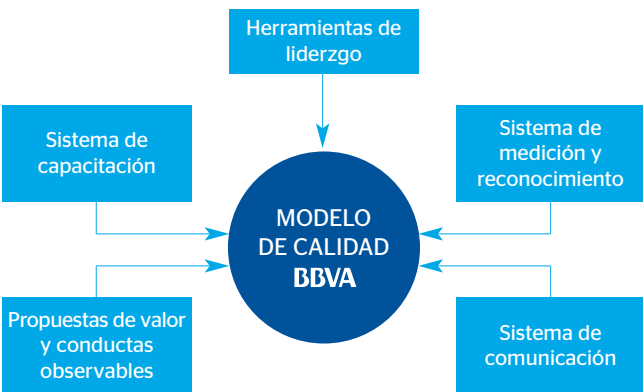 Herramientas de
liderzgo
Sistema de
capacitación
Sistema de
medición y
reconocimiento
MODELO
DE CALIDAD
BBVA
Propuestas de valor
y conductas
observables
Sistema de
comunicación